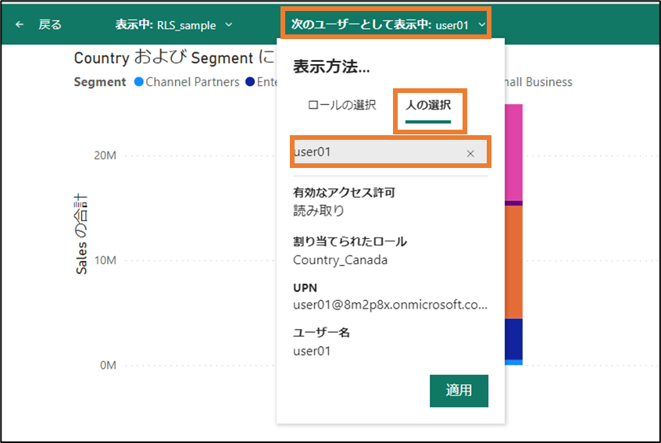 戻る
表示中: RLS_sample
次のユーザーとして表示中: user01
Country および Segment に
Segment Channel Partners
Small Business
20M
10M
0M
Sales の合計
表示方法...
ロールの選択
人の選択
user01
有効なアクセス許可
読み取り
割り当てられたロール
Country_Canada
UPN
user01@8m2p8x.onmicrosoft.co...
ユーザー名
user01
適用